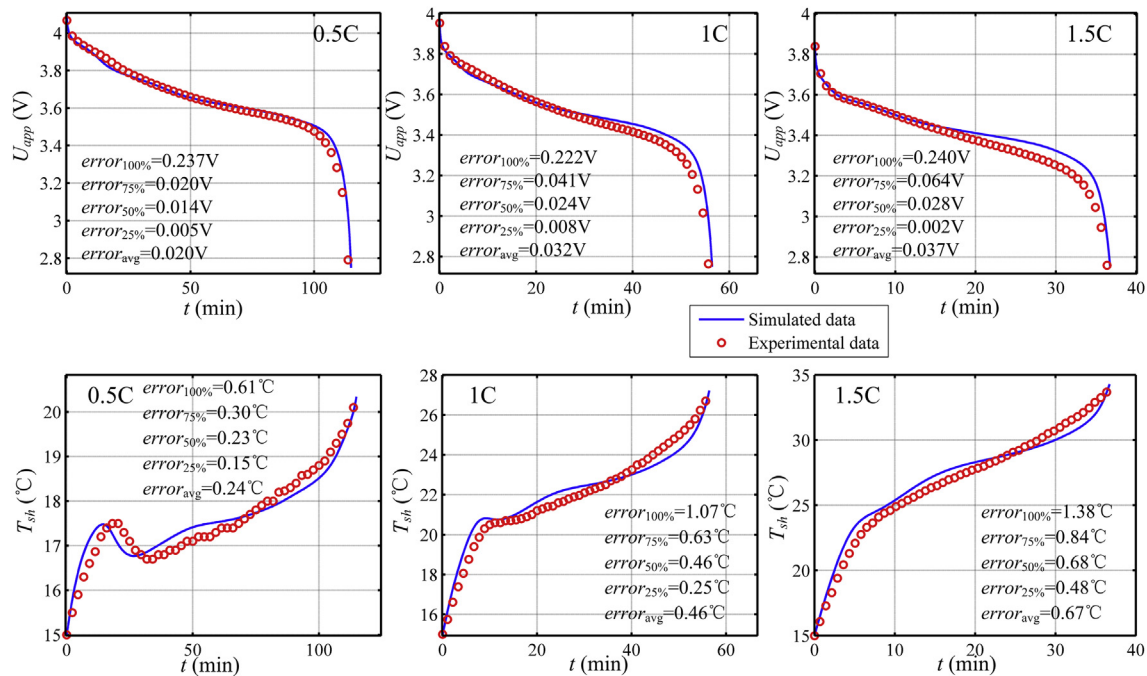 0.5C
1C
1.5C
4
3.8
3.6
3.4
3.2
3
2.8
U_app (V)
error100%=0.237V
error75%=0.020V
error50%=0.014V
error25%=0.005V
erroravg=0.020V
0
50
100
t (min)
4
3.8
3.6
3.4
3.2
3
2.8
U_app (V)
error100%=0.222V
error75%=0.041V
error50%=0.024V
error25%=0.008V
erroravg=0.032V
0
20
40
60
t (min)
4
3.8
3.6
3.4
3.2
3
2.8
U_app (V)
error100%=0.240V
error75%=0.064V
error50%=0.028V
error25%=0.002V
erroravg=0.037V
0
10
20
30
40
t (min)
Simulated data
Experimental data
0.5C
error100%=0.61℃
error75%=0.30℃
error50%=0.23℃
error25%=0.15℃
erroravg=0.24℃
20
19
18
17
16
15
T_sh (℃)
0
50
100
t (min)
1C
28
26
24
22
20
18
16
T_sh (℃)
error100%=1.07℃
error75%=0.63℃
error50%=0.46℃
error25%=0.25℃
erroravg=0.46℃
0
20
40
60
t (min)
1.5C
35
30
25
20
15
T_sh (℃)
error100%=1.38℃
error75%=0.84℃
error50%=0.68℃
error25%=0.48℃
erroravg=0.67℃
0
10
20
30
40
t (min)